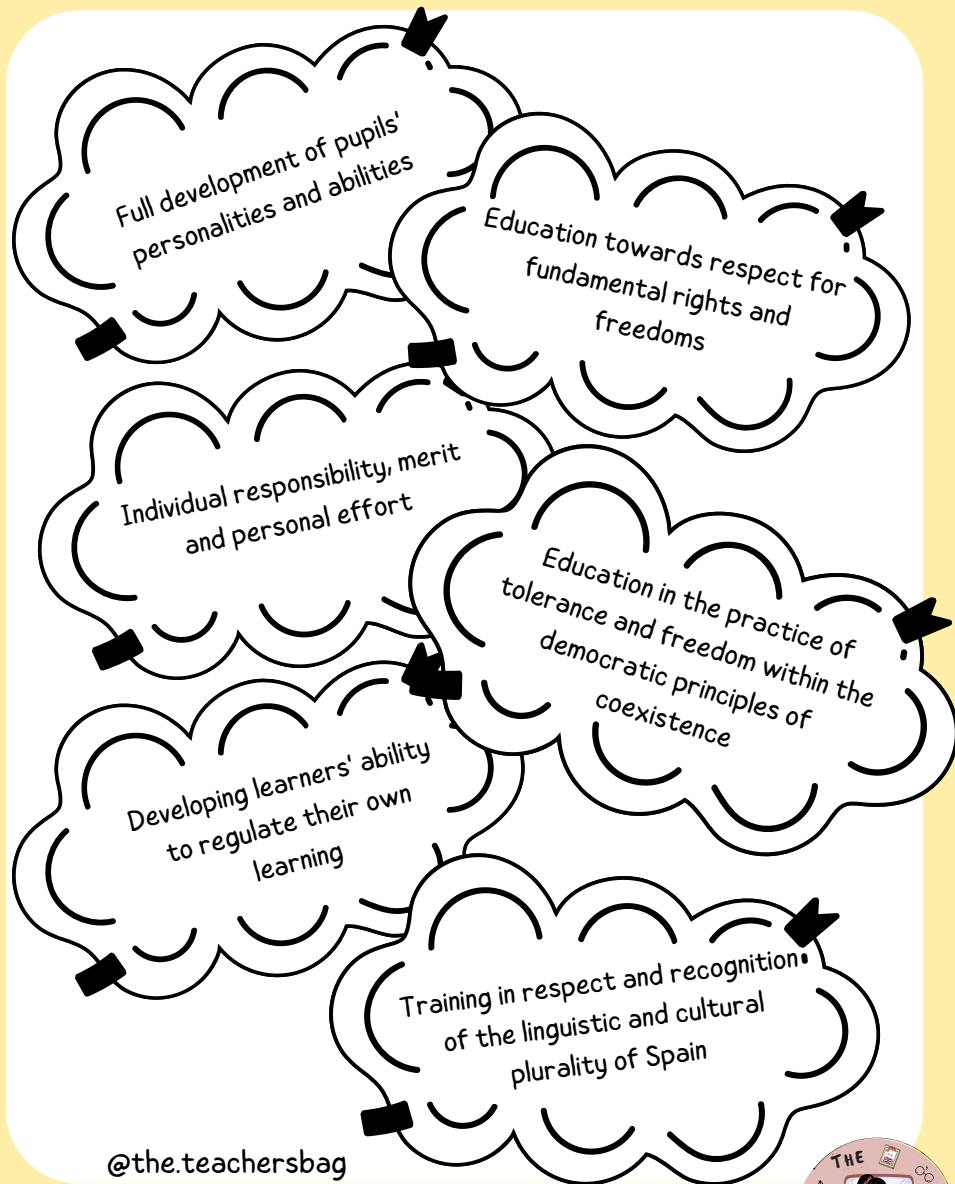 Full development of pupils'
personalities and abilities
Education towards respect for
fundamental rights and
freedoms
Individual responsibility, merit
and personal effort
Education in the practice of
tolerance and freedom within the
democratic principles of
coexistence
Developing learners' ability
to regulate their own
learning
Training in respect and recognition
of the linguistic and cultural
plurality of Spain
@the.teachersbag
THE